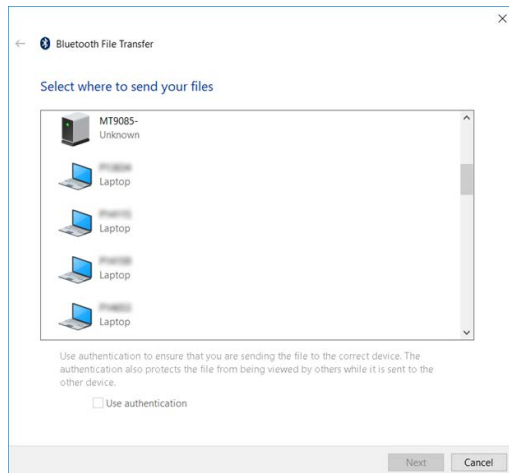 Bluetooth File Transfer
Select where to send your files
MT9085-
Unknown
Laptop
Laptop
Laptop
Laptop
Use authentication to ensure that you are sending the file to the correct device. The
authentication also protects the file from being viewed by others while it is sent to the
other device.
Use authentication
Next Cancel